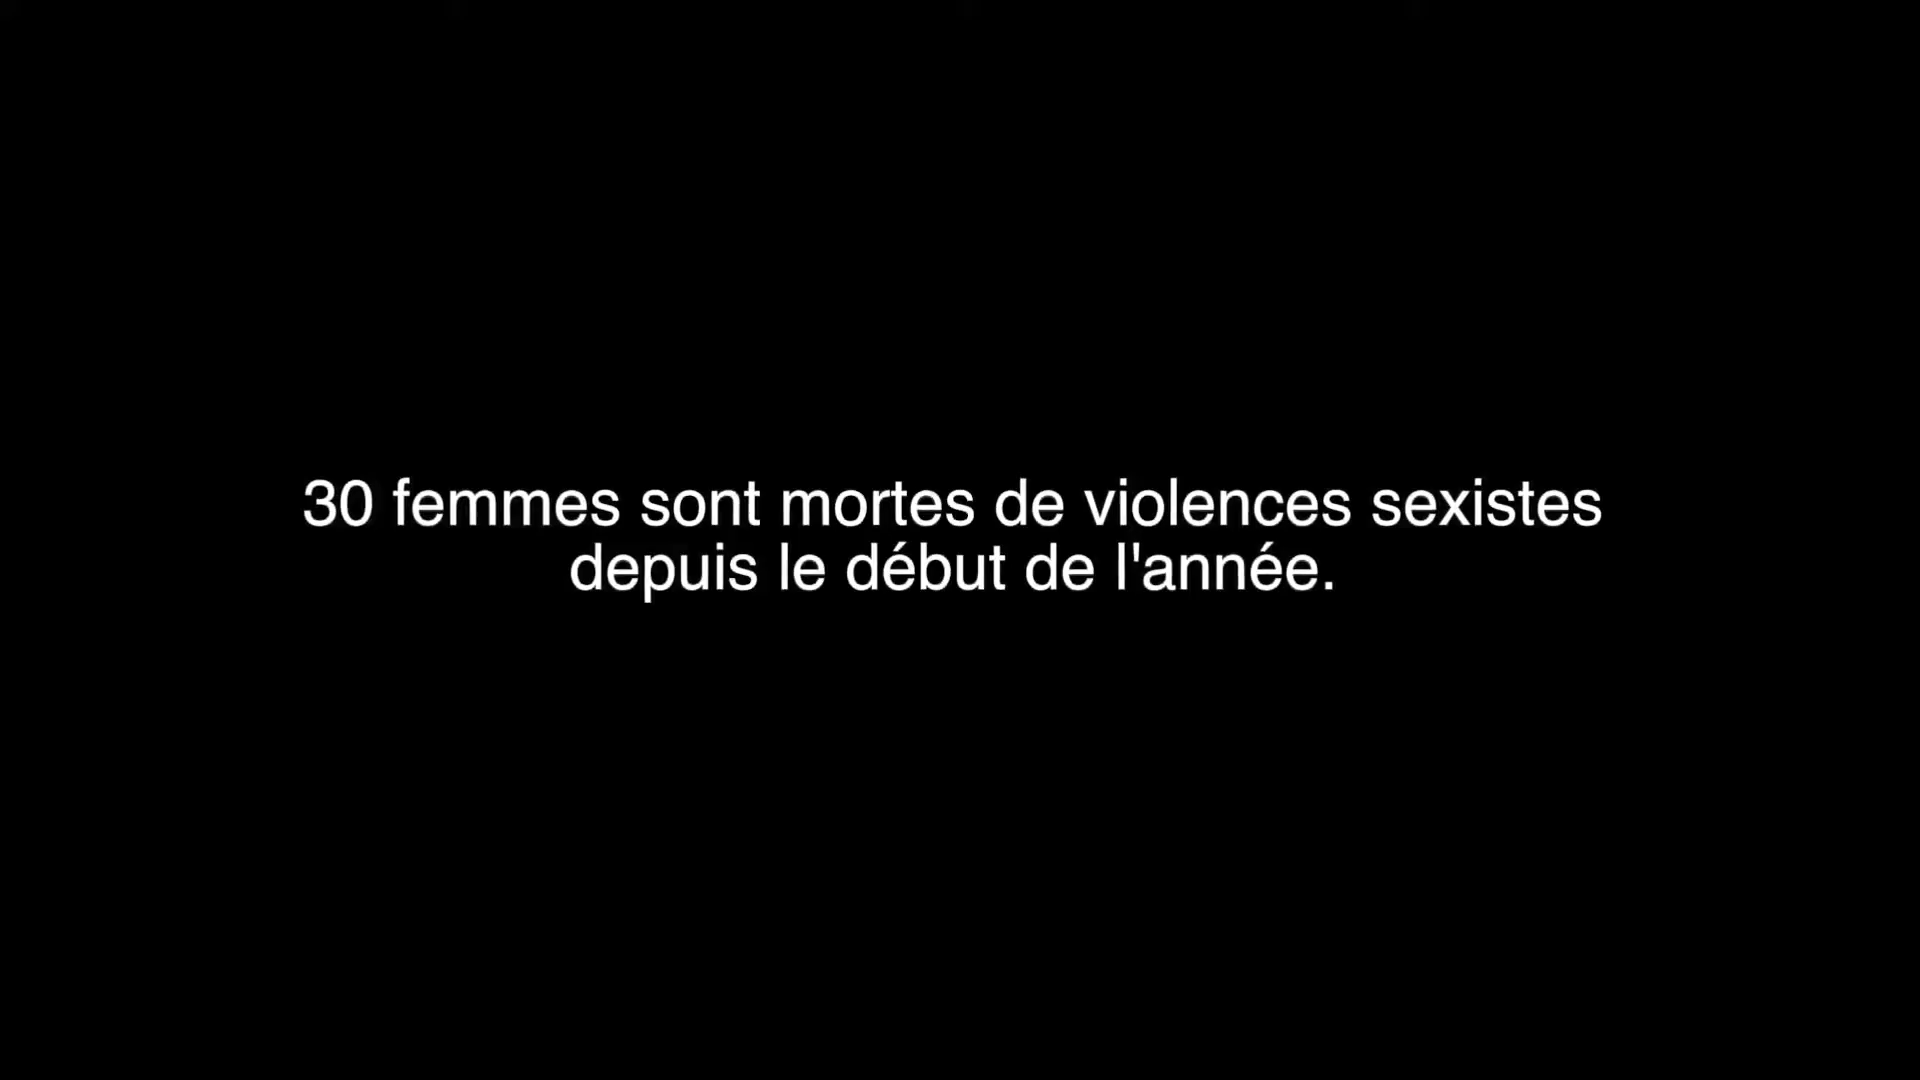 30 femmes sont mortes de violences sexistes
depuis le début de l'année.